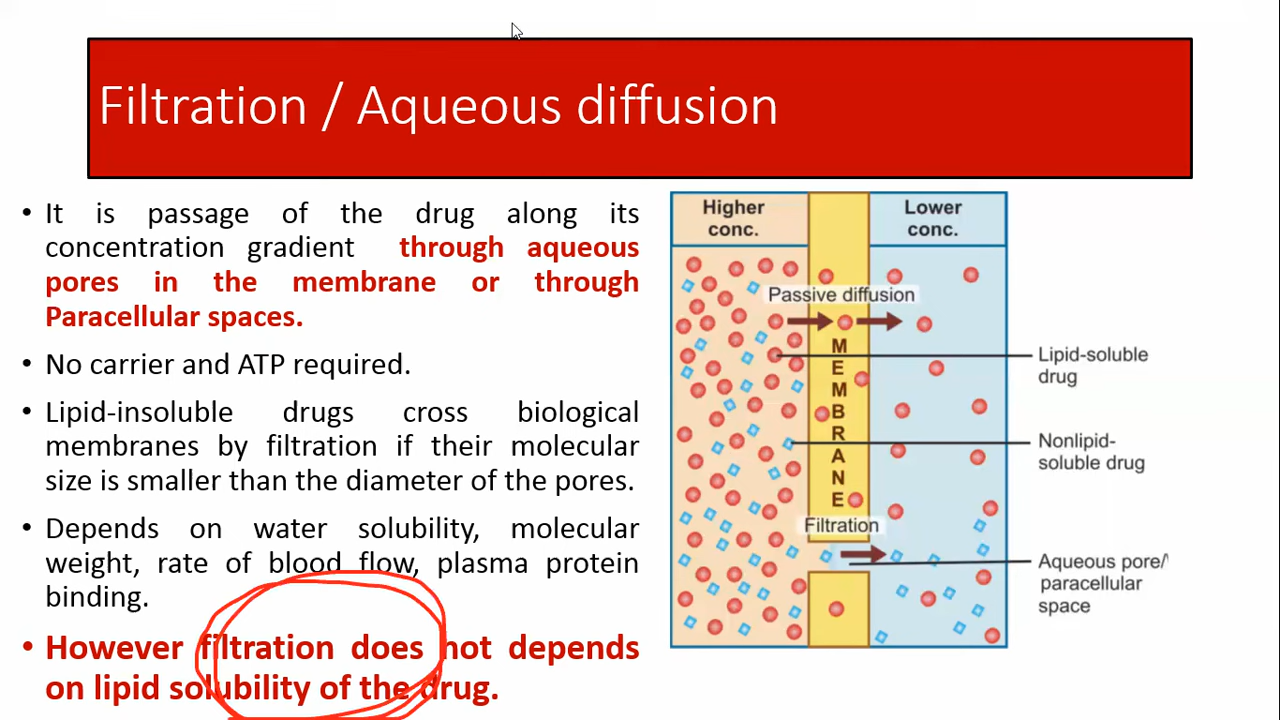 Filtration / Aqueous diffusion
• It is passage of the drug along its
concentration gradient through aqueous
pores in the membrane or through
Paracellular spaces.
• No carrier and ATP required.
• Lipid-insoluble drugs cross biological
membranes by filtration if their molecular
size is smaller than the diameter of the pores.
• Depends on water solubility, molecular
weight, rate of blood flow, plasma protein
binding.
• However filtration does not depends
on lipid solubility of the drug.
Higher
conc.
Lower
conc.
Passive diffusion
MEMBRANE
Lipid-soluble
drug
Nonlipid-
soluble drug
Filtration
Aqueous pore/
paracellular
space